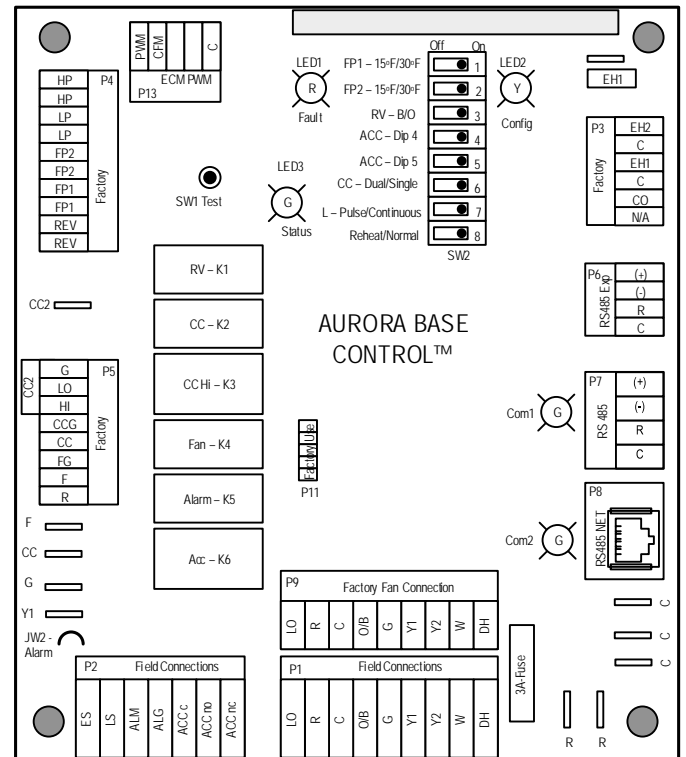 PWM
CFM
C
ECM PWM
P13
LED1
R
Fault
Off
On
FP1 – 15ºF/30ºF
1
FP2 – 15ºF/30ºF
2
RV – B/O
3
ACC – Dip 4
4
ACC – Dip 5
5
CC – Dual/Single
6
L – Pulse/Continuous
7
Reheat/Normal
8
SW2
LED2
Y
Config
EH1
HP
HP
LP
LP
FP2
FP2
FP1
FP1
REV
REV
P4
Factory
P3
Factory
EH2
C
EH1
C
CO
N/A
SW1 Test
LED3
G
Status
RV – K1
CC – K2
CC Hi – K3
Fan – K4
Alarm – K5
Acc – K6
AURORA BASE
CONTROL™
P6
RS485 Exp
(+)
(-)
R
C
CC2
CC2
G
LO
HI
CCG
CC
FG
F
R
P5
Factory
Com1
G
P7
RS 485
(+)
(-)
R
C
Factory Use
P11
P8
RS485 NET
Com2
G
F
CC
G
Y1
JW2 -
Alarm
P9
Factory Fan Connection
LO
R
C
O/B
G
Y1
Y2
W
DH
C
C
C
P2
Field Connections
ES
LS
ALM
ALG
ACC c
ACC no
ACC nc
P1
Field Connections
LO
R
C
O/B
G
Y1
Y2
W
DH
3A-Fuse
R
R